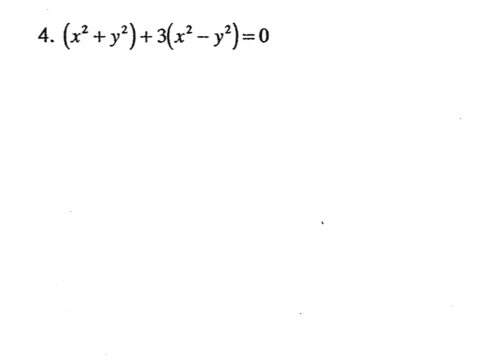 4. (x² + y²) + 3(x² − y²) = 0